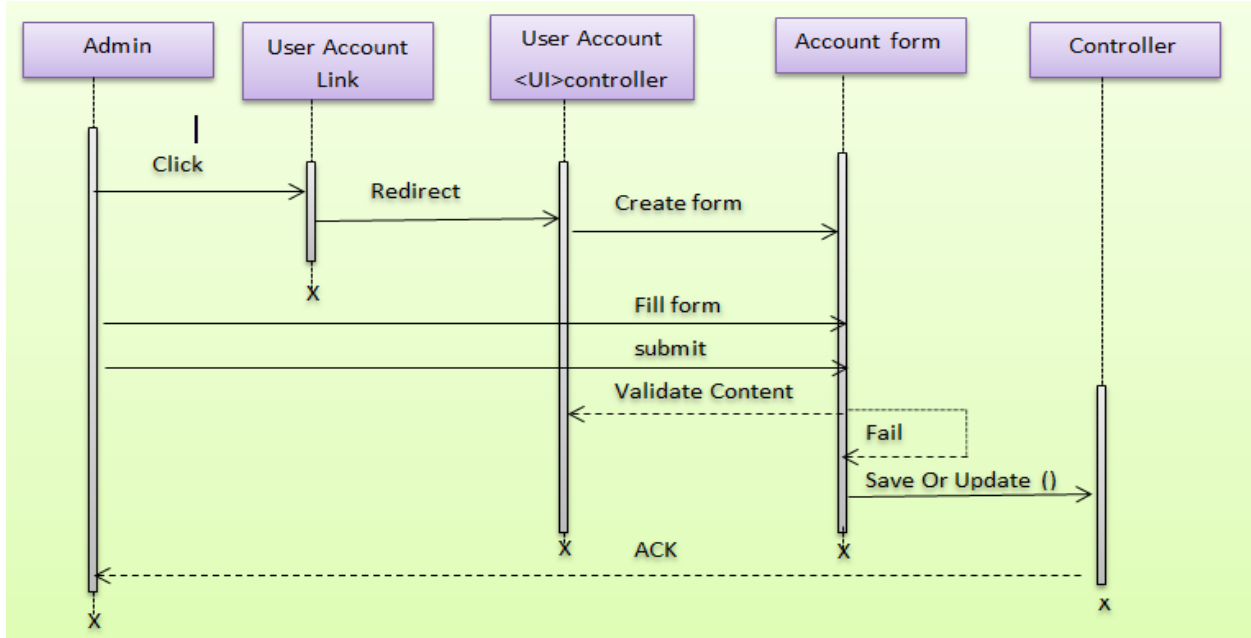 Admin
User Account
Link
User Account
<UI>controller
Account form
Controller
Click
Redirect
Create form
X
Fill form
submit
Validate Content
Fail
Save Or Update ()
X
X
ACK
X
x